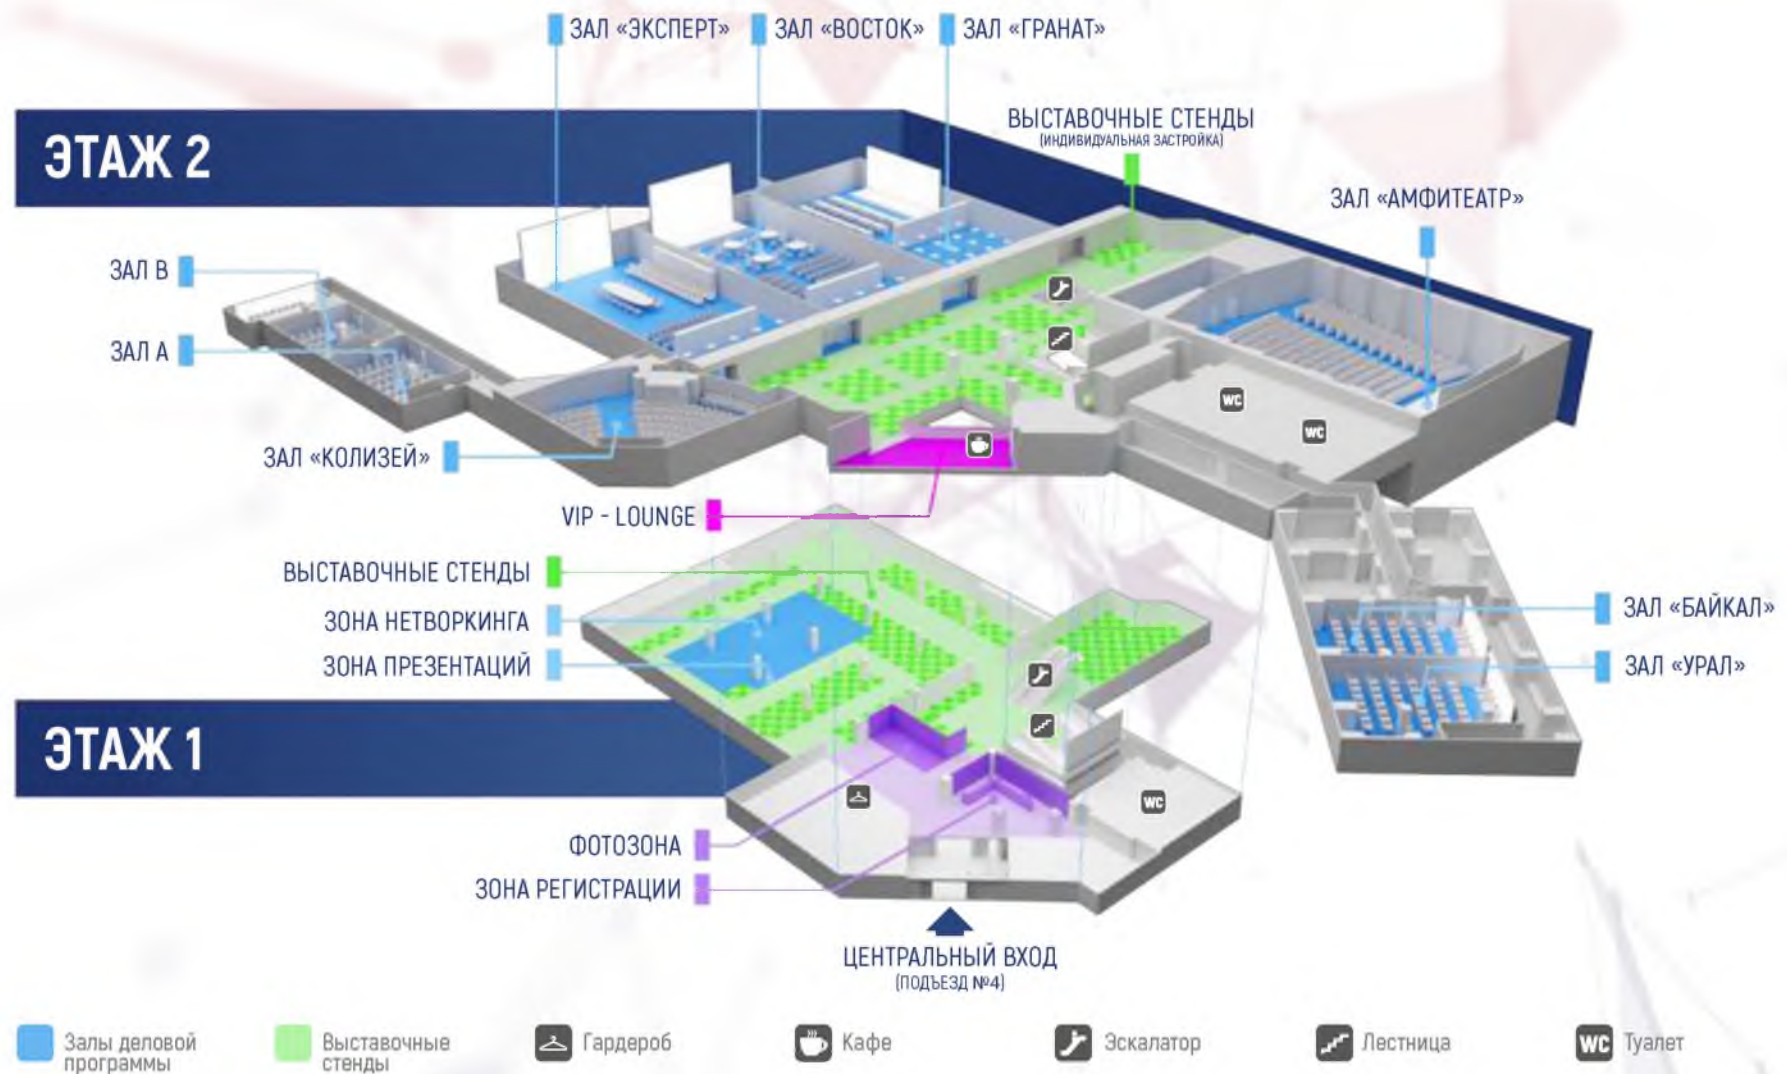 ЗАЛ «ЭКСПЕРТ»
ЗАЛ «ВОСТОК»
ЗАЛ «ГРАНАТ»
ВЫСТАВОЧНЫЕ СТЕНДЫ
(ИНДИВИДУАЛЬНАЯ ЗАСТРОЙКА)
ЭТАЖ 2
ЗАЛ «АМФИТЕАТР»
ЗАЛ В
ЗАЛ А
WC
WC
ЗАЛ «КОЛИЗЕЙ»
VIP - LOUNGE
ВЫСТАВОЧНЫЕ СТЕНДЫ
ЗОНА НЕТВОРКИНГА
ЗОНА ПРЕЗЕНТАЦИЙ
ЗАЛ «БАЙКАЛ»
ЗАЛ «УРАЛ»
ЭТАЖ 1
WC
ФОТОЗОНА
ЗОНА РЕГИСТРАЦИИ
ЦЕНТРАЛЬНЫЙ ВХОД
(ПОДЪЕЗД №4)
Залы деловой
программы
Выставочные
стенды
Гардероб
Кафе
Эскалатор
Лестница
WC Туалет